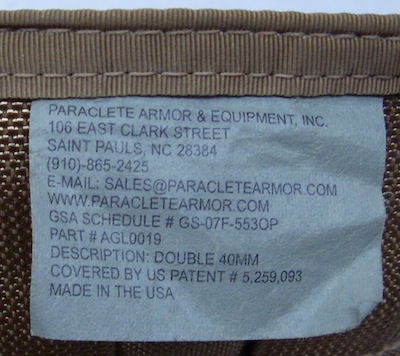 PARACLETE ARMOR & EQUIPMENT, INC.
106 EAST CLARK STREET
SAINT PAULS, NC 28384
(910)-865-2425
E-MAIL: SALES@PARACLETEARMOR.COM
WWW.PARACLETEARMOR.COM
GSA SCHEDULE # GS-07F-553OP
PART # AGL0019
DESCRIPTION: DOUBLE 40MM
COVERED BY US PATENT # 5,259,093
MADE IN THE USA